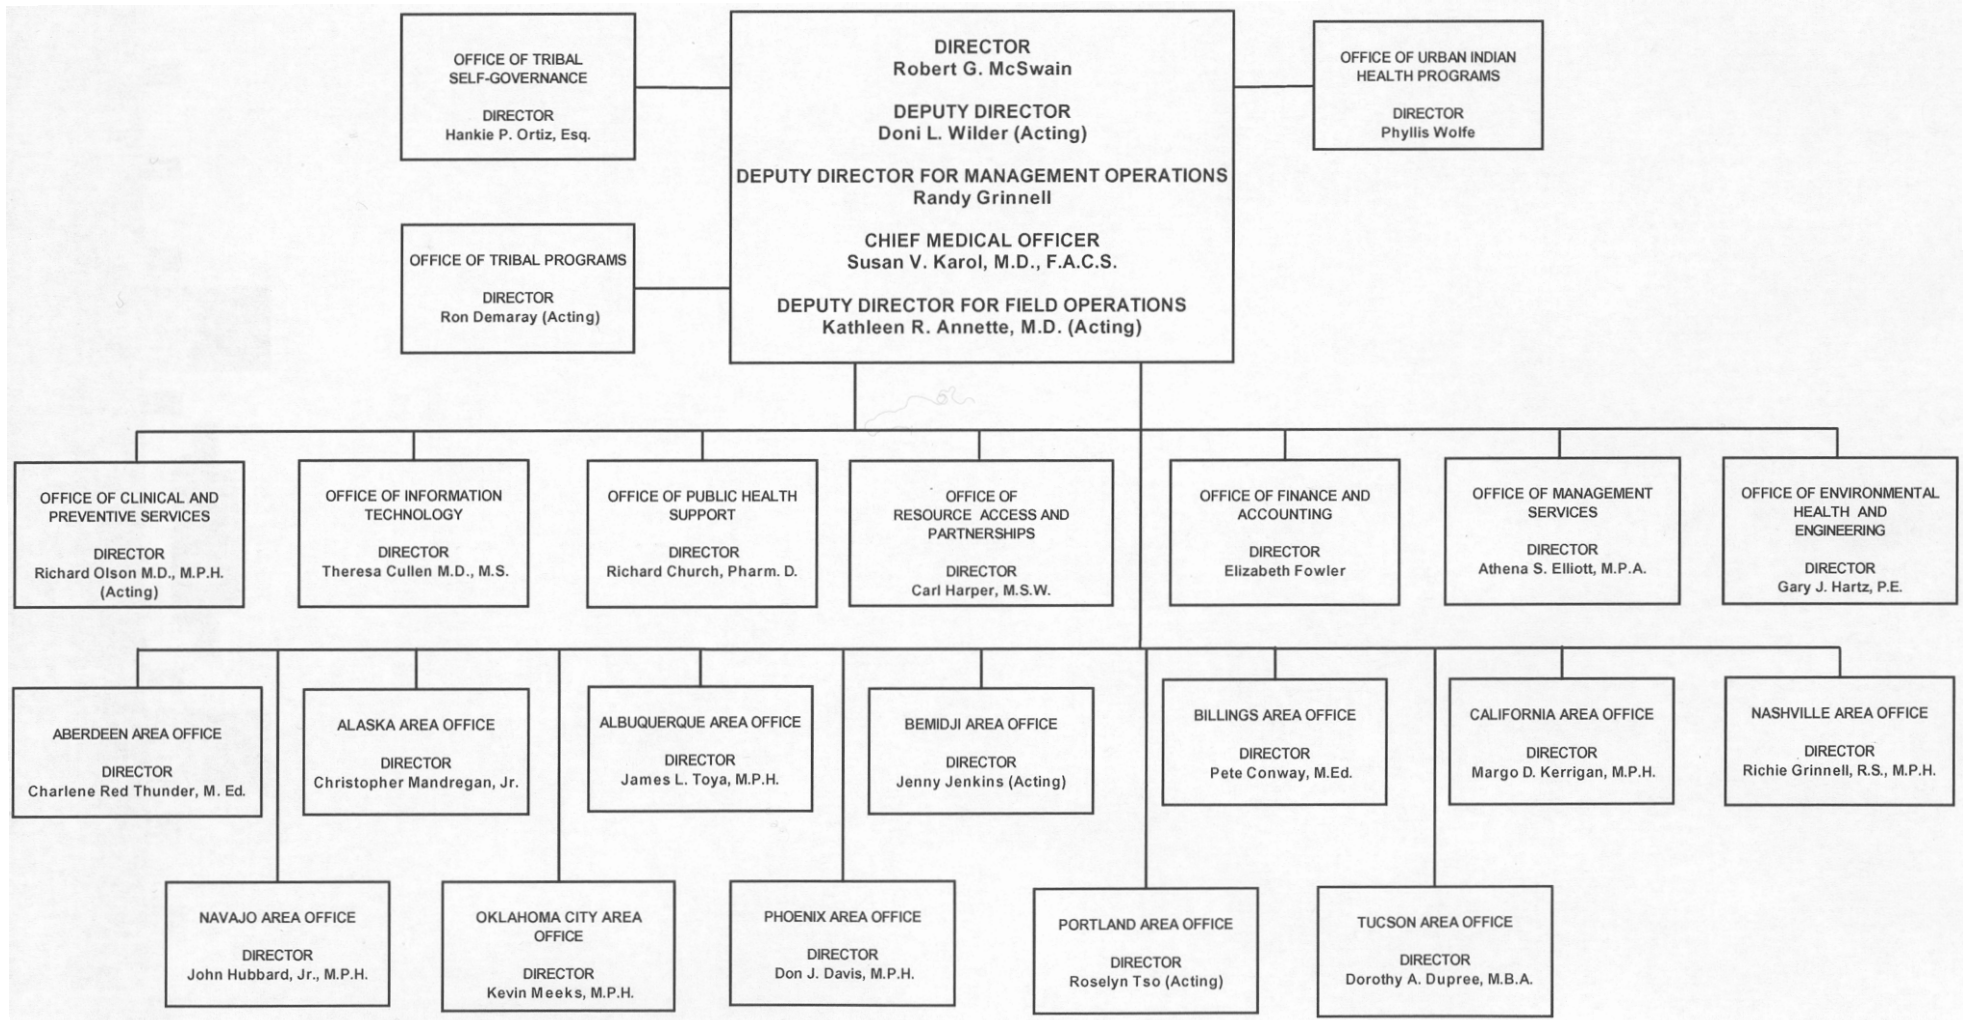 OFFICE OF TRIBAL
SELF-GOVERNANCE
DIRECTOR
Hankie P. Ortiz, Esq.
DIRECTOR
Robert G. McSwain
DEPUTY DIRECTOR
Doni L. Wilder (Acting)
DEPUTY DIRECTOR FOR MANAGEMENT OPERATIONS
Randy Grinnell
CHIEF MEDICAL OFFICER
Susan V. Karol, M.D., F.A.C.S.
DEPUTY DIRECTOR FOR FIELD OPERATIONS
Kathleen R. Annette, M.D. (Acting)
OFFICE OF URBAN INDIAN
HEALTH PROGRAMS
DIRECTOR
Phyllis Wolfe
OFFICE OF TRIBAL PROGRAMS
DIRECTOR
Ron Demaray (Acting)
OFFICE OF CLINICAL AND
PREVENTIVE SERVICES
DIRECTOR
Richard Olson M.D., M.P.H.
(Acting)
OFFICE OF INFORMATION
TECHNOLOGY
DIRECTOR
Theresa Cullen M.D., M.S.
OFFICE OF PUBLIC HEALTH
SUPPORT
DIRECTOR
Richard Church, Pharm. D.
OFFICE OF
RESOURCE ACCESS AND
PARTNERSHIPS
DIRECTOR
Carl Harper, M.S.W.
OFFICE OF FINANCE AND
ACCOUNTING
DIRECTOR
Elizabeth Fowler
OFFICE OF MANAGEMENT
SERVICES
DIRECTOR
Athena S. Elliott, M.P.A.
OFFICE OF ENVIRONMENTAL
HEALTH AND
ENGINEERING
DIRECTOR
Gary J. Hartz, P.E.
ABERDEEN AREA OFFICE
DIRECTOR
Charlene Red Thunder, M. Ed.
ALASKA AREA OFFICE
DIRECTOR
Christopher Mandregan, Jr.
ALBUQUERQUE AREA OFFICE
DIRECTOR
James L. Toya, M.P.H.
BEMIDJI AREA OFFICE
DIRECTOR
Jenny Jenkins (Acting)
BILLINGS AREA OFFICE
DIRECTOR
Pete Conway, M.Ed.
CALIFORNIA AREA OFFICE
DIRECTOR
Margo D. Kerrigan, M.P.H.
NASHVILLE AREA OFFICE
DIRECTOR
Richie Grinnell, R.S., M.P.H.
NAVAJO AREA OFFICE
DIRECTOR
John Hubbard, Jr., M.P.H.
OKLAHOMA CITY AREA
OFFICE
DIRECTOR
Kevin Meeks, M.P.H.
PHOENIX AREA OFFICE
DIRECTOR
Don J. Davis, M.P.H.
PORTLAND AREA OFFICE
DIRECTOR
Roselyn Tso (Acting)
TUCSON AREA OFFICE
DIRECTOR
Dorothy A. Dupree, M.B.A.